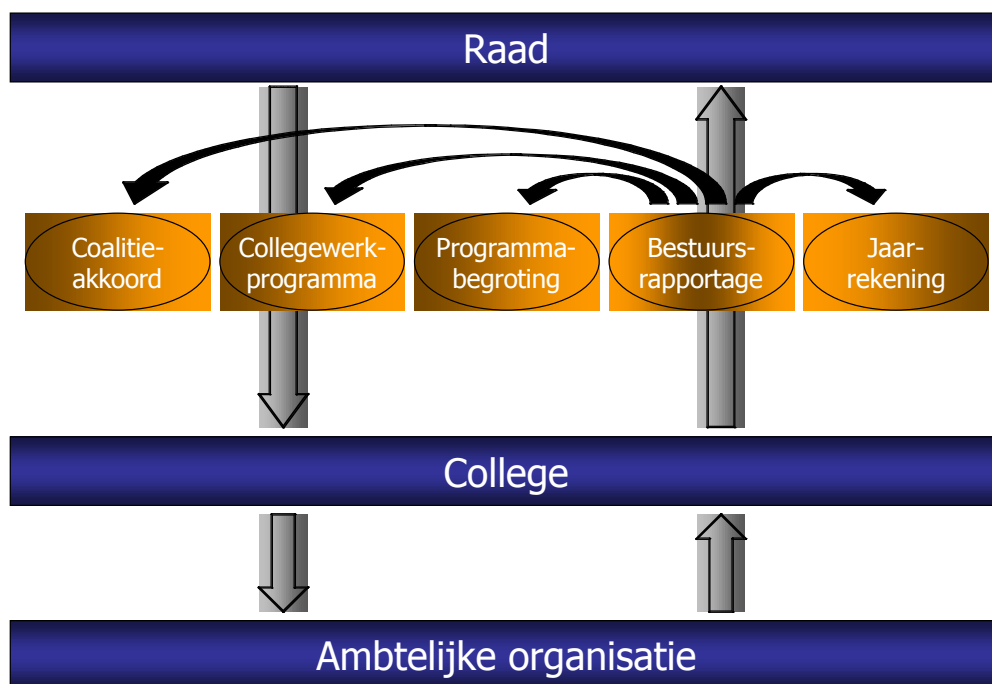 Raad
Coalitie-
akkoord
Collegewerk-
programma
Programma-
begroting
Bestuurs-
rapportage
Jaar-
rekening
College
Ambtelijke organisatie